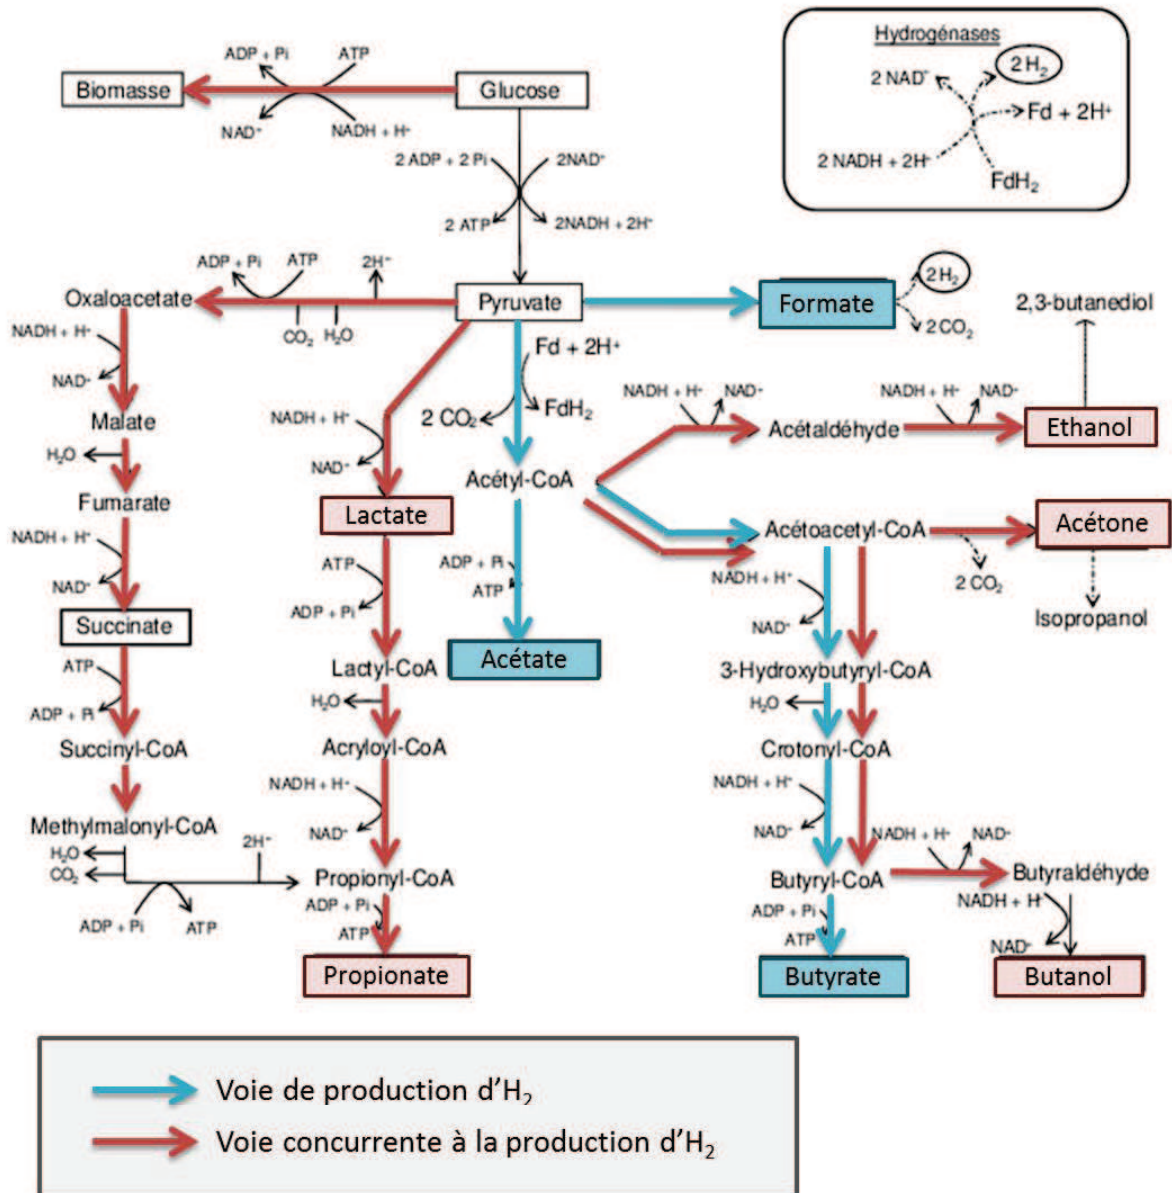 Hydrogénases
2 NAD⁺
2 H₂
Fd + 2H⁺
2 NADH + 2H⁺
FdH₂
ADP + Pi
ATP
Biomasse
Glucose
NAD⁺
NADH + H⁺
2 ADP + 2 Pi
2NAD⁺
2 ATP
2NADH + 2H⁺
ADP + Pi
ATP
2H⁺
Oxaloacetate
Pyruvate
CO₂
H₂O
Formate
2 H₂
2 CO₂
2,3-butanediol
NADH + H⁺
NAD⁺
Fd + 2H⁺
2 CO₂
FdH₂
Malate
H₂O
Fumarate
NADH + H⁺
NAD⁺
NADH + H⁺
NAD⁺
NADH + H⁺
NAD⁺
Acétaldéhyde
Ethanol
Acétyl-CoA
Lactate
Acétoacetyl-CoA
Acétone
2 CO₂
Isopropanol
NADH + H⁺
NAD⁺
Succinate
ATP
ADP + Pi
ADP + Pi
ATP
Acétate
NADH + H⁺
NAD⁺
ATP
ADP + Pi
Lactyl-CoA
H₂O
3-Hydroxybutyryl-CoA
H₂O
Succinyl-CoA
Acryloyl-CoA
Crotonyl-CoA
NADH + H⁺
NAD⁺
NADH + H⁺
NAD⁺
Methylmalonyl-CoA
H₂O
CO₂
2H⁺
ADP + Pi
ATP
Propionyl-CoA
ADP + Pi
ATP
Propionate
Butyryl-CoA
NADH + H⁺
NAD⁺
Butyraldéhyde
ADP + Pi
ATP
Butyrate
NADH + H⁺
NAD⁺
Butanol
Voie de production d’H₂
Voie concurrente à la production d’H₂